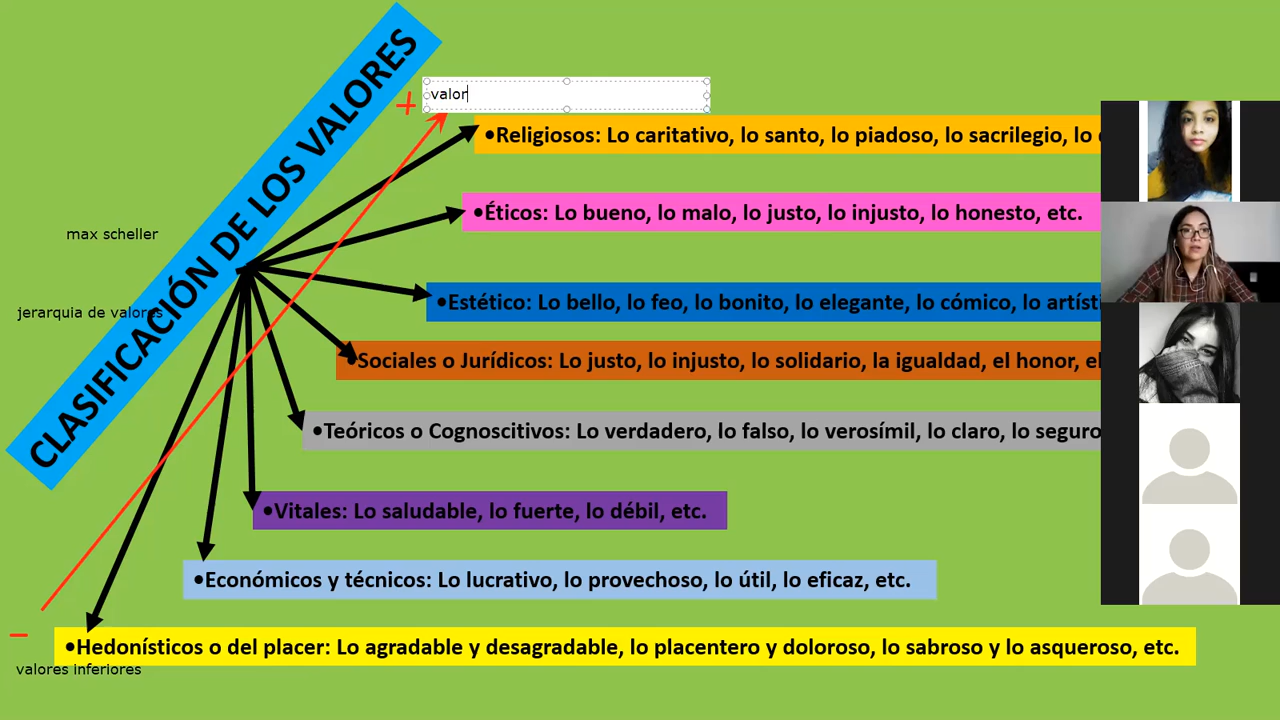 CLASIFICACIÓN DE LOS VALORES
+
valor
•Religiosos: Lo caritativo, lo santo, lo piadoso, lo sacrilegio, lo
•Éticos: Lo bueno, lo malo, lo justo, lo injusto, lo honesto, etc.
max scheller
•Estético: Lo bello, lo feo, lo bonito, lo elegante, lo cómico, lo artísti
jerarquia de valores
•Sociales o Jurídicos: Lo justo, lo injusto, lo solidario, la igualdad, el honor, el
•Teóricos o Cognoscitivos: Lo verdadero, lo falso, lo verosímil, lo claro, lo seguro
•Vitales: Lo saludable, lo fuerte, lo débil, etc.
•Económicos y técnicos: Lo lucrativo, lo provechoso, lo útil, lo eficaz, etc.
–
•Hedonísticos o del placer: Lo agradable y desagradable, lo placentero y doloroso, lo sabroso y lo asqueroso, etc.
valores inferiores